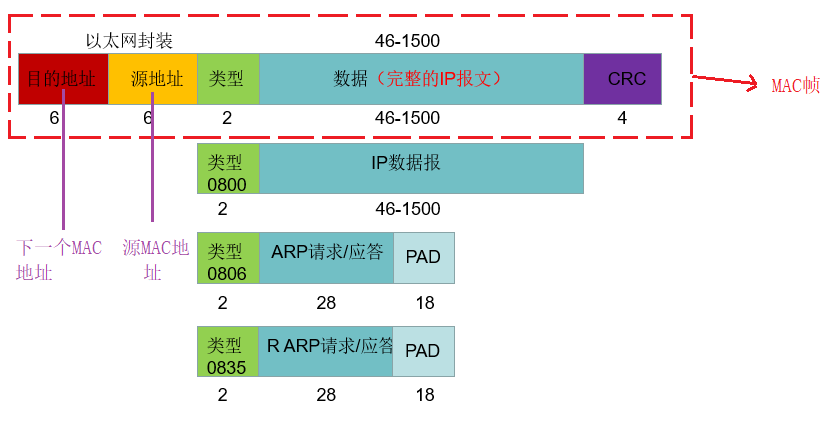 以太网封装 46-1500
目的地址 源地址 类型 数据（完整的IP报文） CRC
MAC帧
6 6 2 46-1500 4
类型
0800
IP数据报
2 46-1500
下一个MAC
地址
源MAC地
址
类型
0806
ARP请求/应答 PAD
2 28 18
类型
0835
R ARP请求/应答 PAD
2 28 18